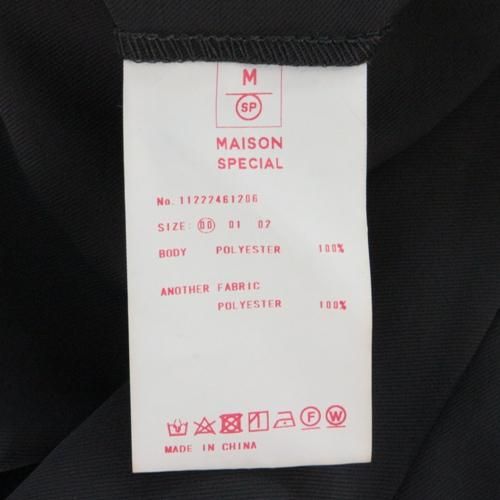 M
SP
MAISON
SPECIAL
No. 11222461206
SIZE: 00 01 02
BODY POLYESTER 100%
ANOTHER FABRIC
POLYESTER 100%
F W
MADE IN CHINA